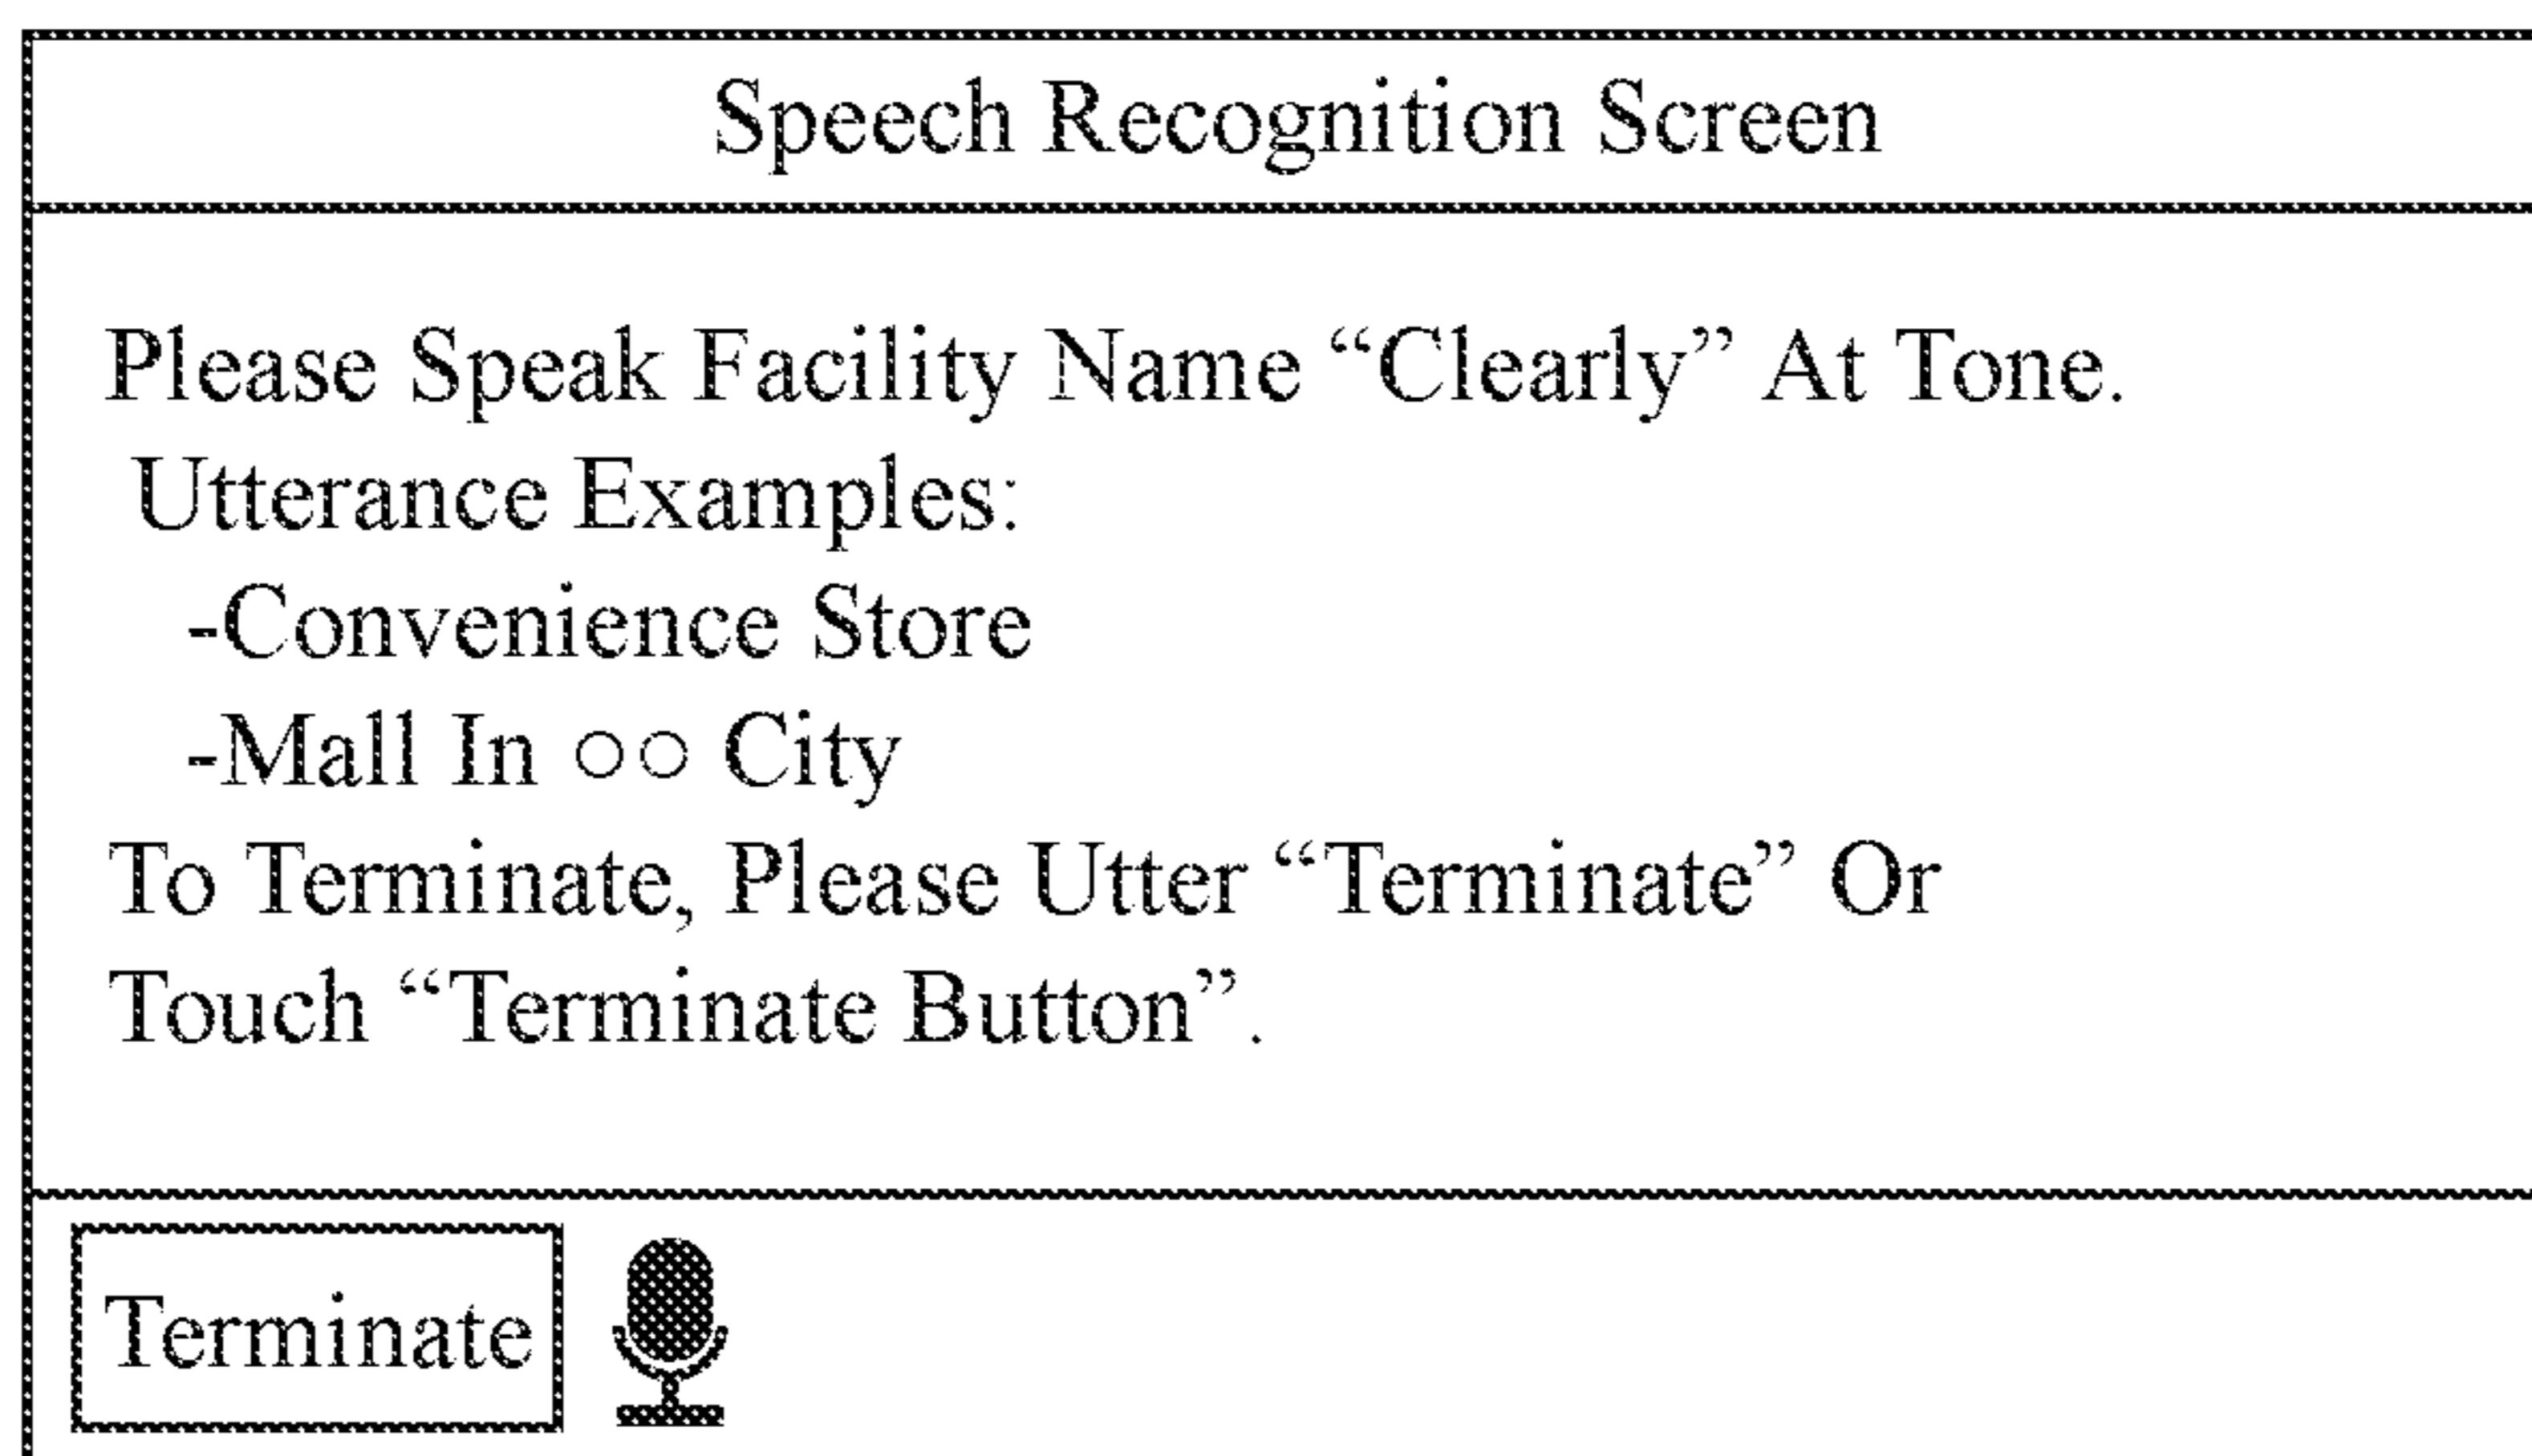 Speech Recognition Screen
Please Speak Facility Name “Clearly” At Tone.
Utterance Examples:
-Convenience Store
-Mall In ○○ City
To Terminate, Please Utter “Terminate” Or
Touch “Terminate Button”.
Terminate